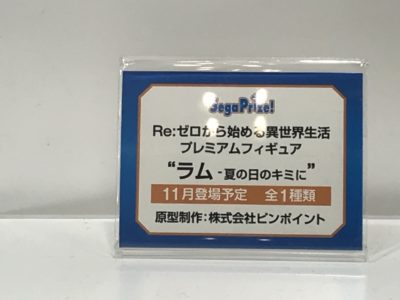 SegaPrize!
Re:ゼロから始める異世界生活
プレミアムフィギュア
“ラム -夏の日のキミに”
11月登場予定 全1種類
原型制作：株式会社ピンポイント